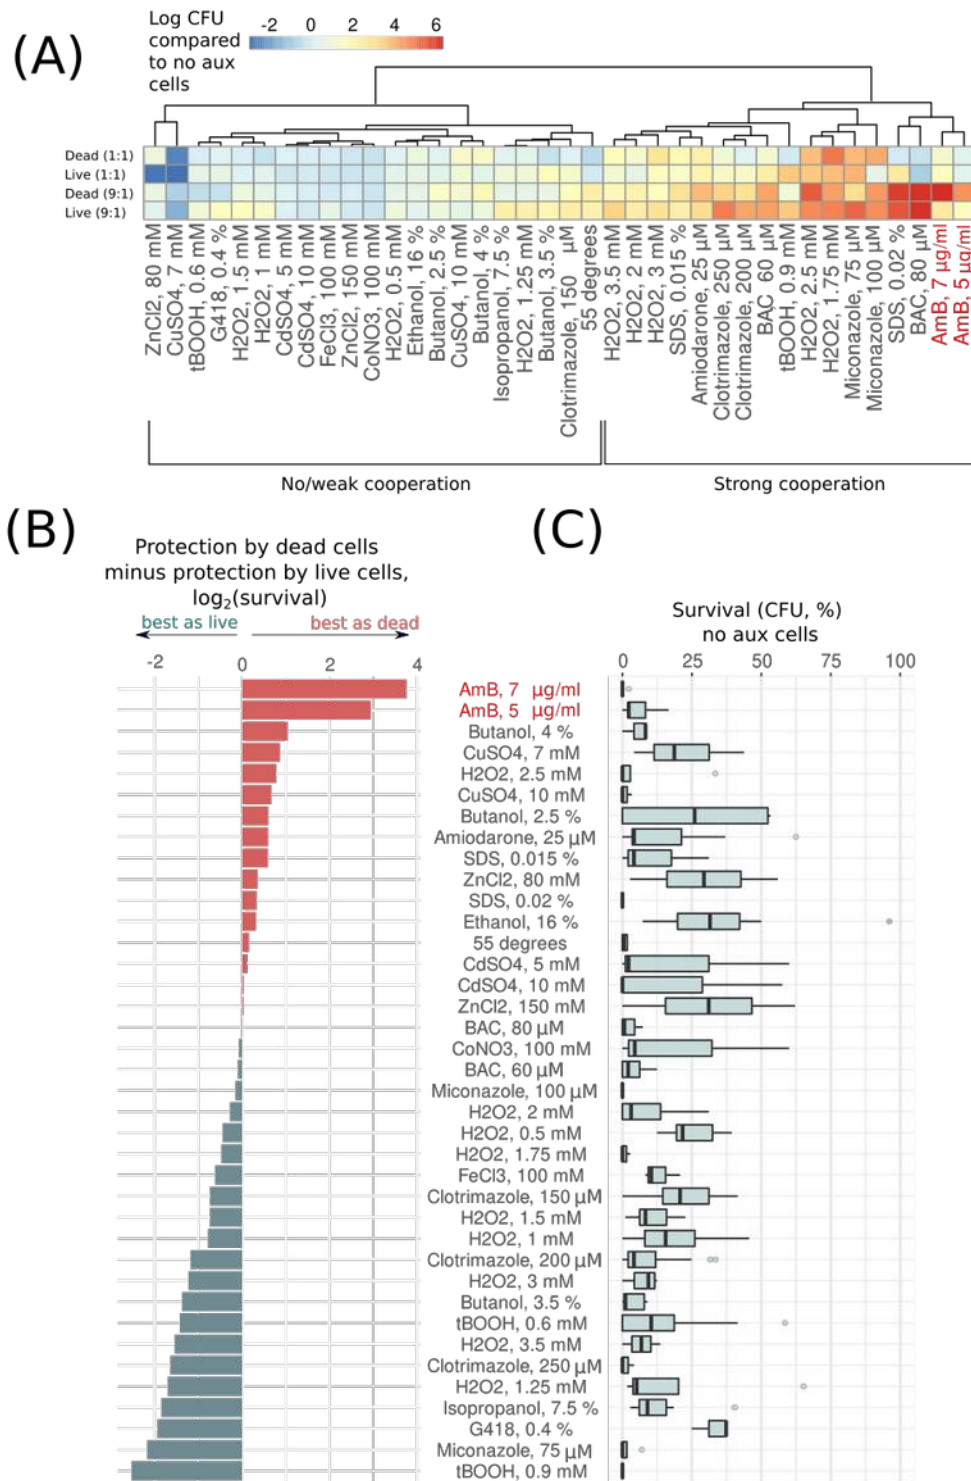 (A)
Log CFU
compared
to no aux
cells
-2 0 2 4 6
Dead (1:1)
Live (1:1)
Dead (9:1)
Live (9:1)
ZnCl2, 80 mM
CuSO4, 7 mM
tBOOH, 0.6 mM
G418, 0.4 %
H2O2, 1.5 mM
H2O2, 1 mM
CdSO4, 5 mM
CdSO4, 10 mM
FeCl3, 100 mM
ZnCl2, 150 mM
CoNO3, 100 mM
H2O2, 0.5 mM
Ethanol, 16 %
Butanol, 2.5 %
CuSO4, 10 mM
Butanol, 4 %
Isopropanol, 7.5 %
H2O2, 1.25 mM
Butanol, 3.5 %
Clotrimazole, 150 µM
55 degrees
H2O2, 3.5 mM
H2O2, 2 mM
H2O2, 3 mM
SDS, 0.015 %
Amiodarone, 25 µM
Clotrimazole, 250 µM
Clotrimazole, 200 µM
BAC, 60 µM
tBOOH, 0.9 mM
H2O2, 2.5 mM
H2O2, 1.75 mM
Miconazole, 75 µM
Miconazole, 100 µM
SDS, 0.02 %
BAC, 80 µM
AmB, 7 µg/ml
AmB, 5 µg/ml
No/weak cooperation
Strong cooperation
(B)
Protection by dead cells
minus protection by live cells,
log₂(survival)
best as live
best as dead
-2 0 2 4
(C)
Survival (CFU, %)
no aux cells
0 25 50 75 100
AmB, 7 µg/ml
AmB, 5 µg/ml
Butanol, 4 %
CuSO4, 7 mM
H2O2, 2.5 mM
CuSO4, 10 mM
Butanol, 2.5 %
Amiodarone, 25 µM
SDS, 0.015 %
ZnCl2, 80 mM
SDS, 0.02 %
Ethanol, 16 %
55 degrees
CdSO4, 5 mM
CdSO4, 10 mM
ZnCl2, 150 mM
BAC, 80 µM
CoNO3, 100 mM
BAC, 60 µM
Miconazole, 100 µM
H2O2, 2 mM
H2O2, 0.5 mM
H2O2, 1.75 mM
FeCl3, 100 mM
Clotrimazole, 150 µM
H2O2, 1.5 mM
H2O2, 1 mM
Clotrimazole, 200 µM
H2O2, 3 mM
Butanol, 3.5 %
tBOOH, 0.6 mM
H2O2, 3.5 mM
Clotrimazole, 250 µM
H2O2, 1.25 mM
Isopropanol, 7.5 %
G418, 0.4 %
Miconazole, 75 µM
tBOOH, 0.9 mM